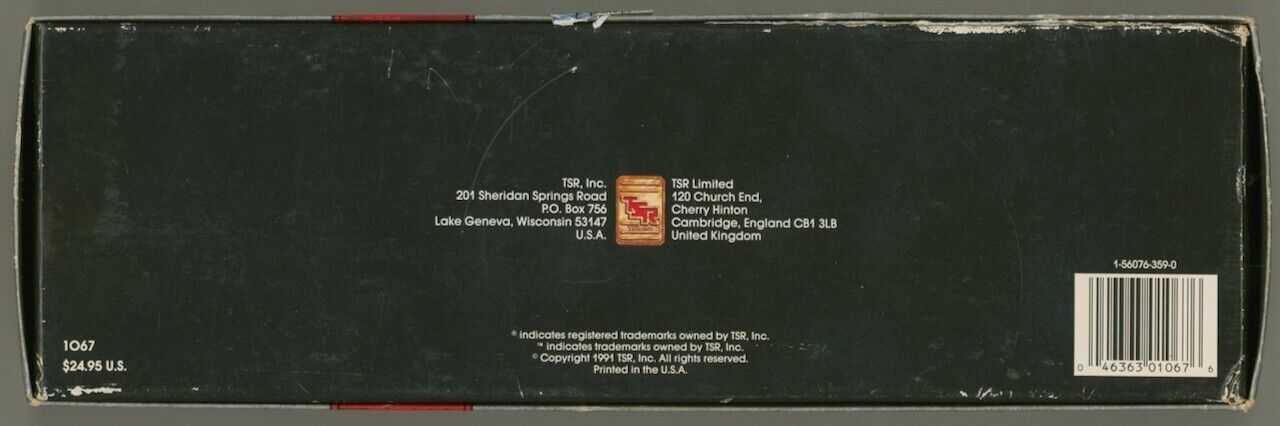 TSR, Inc.
201 Sheridan Springs Road
P.O. Box 756
Lake Geneva, Wisconsin 53147
U.S.A.
TSR
TSR Limited
120 Church End,
Cherry Hinton
Cambridge, England CB1 3LB
United Kingdom
1-56076-359-0
0 46363 01067 6
1067
$24.95 U.S.
® indicates registered trademarks owned by TSR, Inc.
™ indicates trademarks owned by TSR, Inc.
© Copyright 1991 TSR, Inc. All rights reserved.
Printed in the U.S.A.